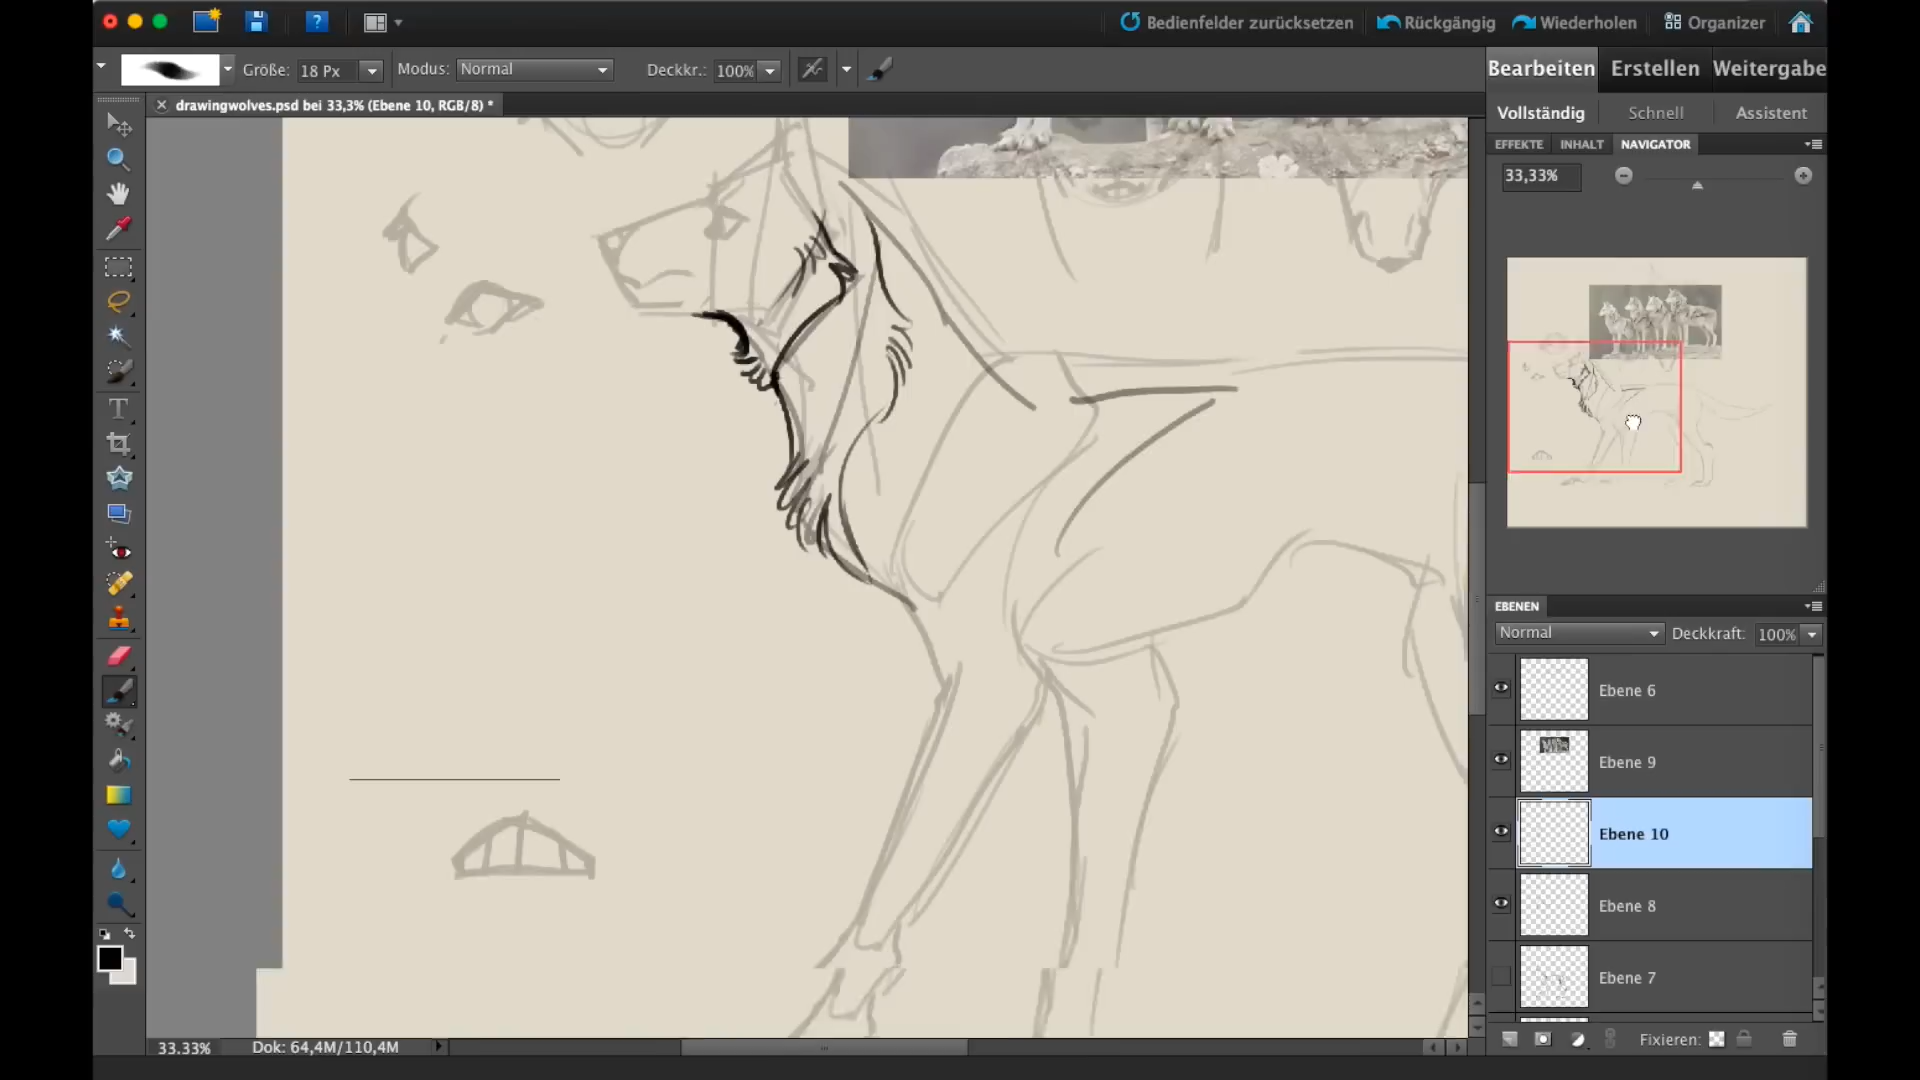 ?
Bedienfelder zurücksetzen
Rückgängig
Wiederholen
Organizer
Größe: 18 Px
Modus: Normal
Deckkr.: 100%
Bearbeiten
Erstellen
Weitergabe
drawingwolves.psd bei 33,3% (Ebene 10, RGB/8) *
Vollständig
Schnell
Assistent
EFFEKTE
INHALT
NAVIGATOR
33,33%
T
EBENEN
Normal
Deckkraft: 100%
Ebene 6
Ebene 9
Ebene 10
Ebene 8
Ebene 7
Fixieren:
33.33%
Dok: 64,4M/110,4M